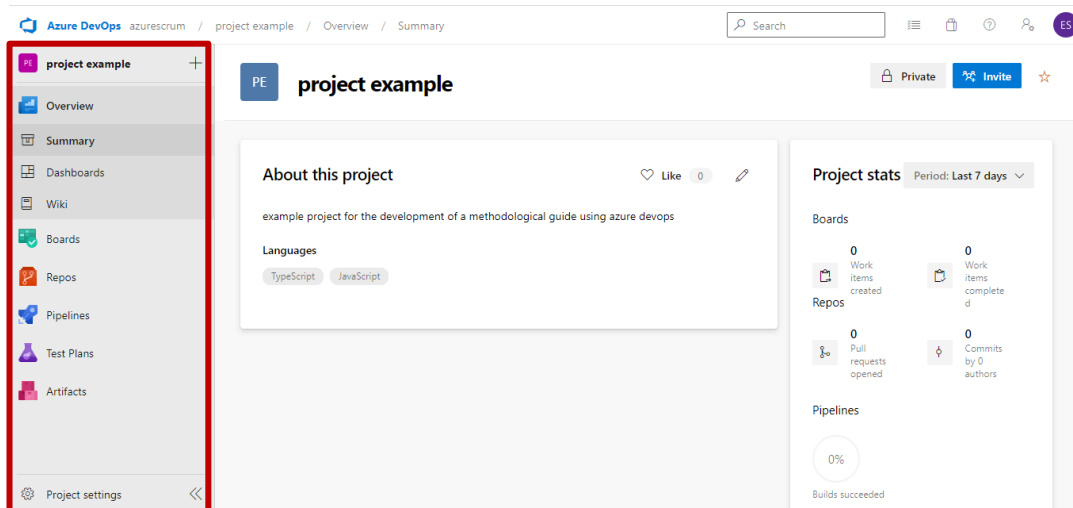 Azure DevOps azurescrum / project example / Overview / Summary
Search
ES
PE project example
Overview
Summary
Dashboards
Wiki
Boards
Repos
Pipelines
Test Plans
Artifacts
Project settings
PE project example
Private
Invite
About this project
Like 0
example project for the development of a methodological guide using azure devops
Languages
TypeScript JavaScript
Project stats Period: Last 7 days
Boards
0
Work
items
created
0
Work
items
complete
d
Repos
0
Pull
requests
opened
0
Commits
by 0
authors
Pipelines
0%
Builds succeeded